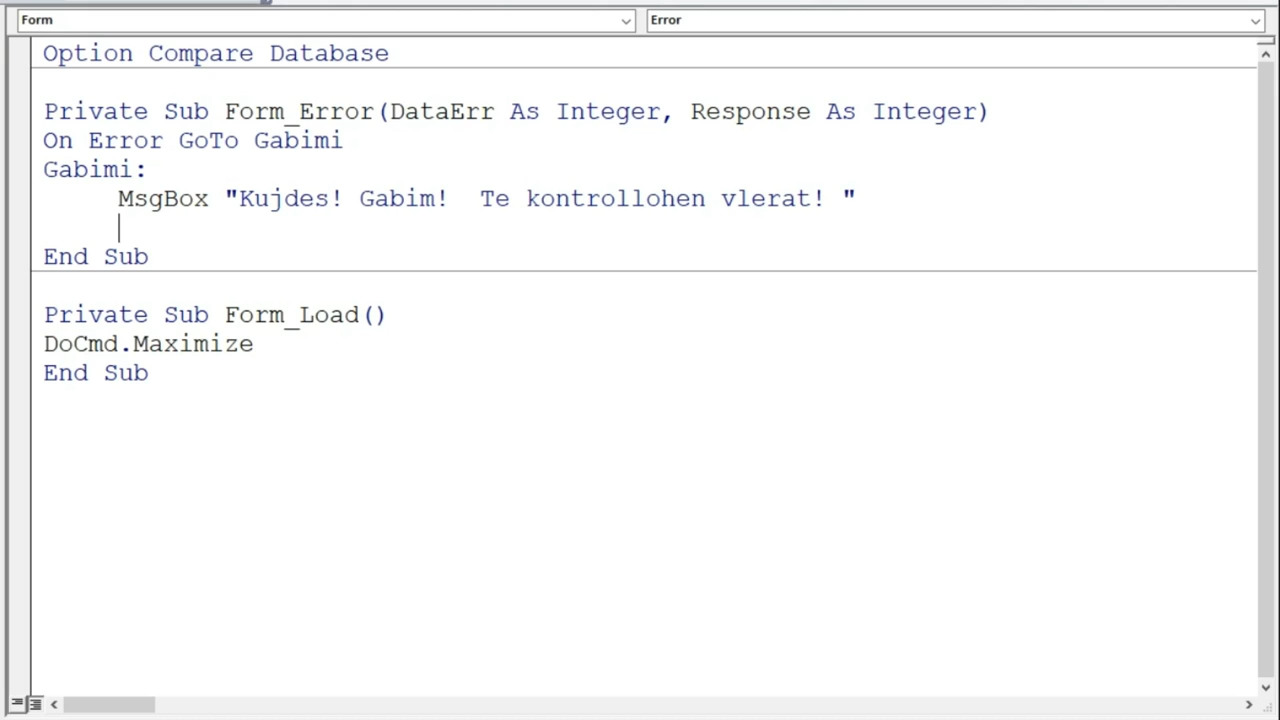 Form Error
Option Compare Database
Private Sub Form_Error(DataErr As Integer, Response As Integer)
On Error GoTo Gabimi
Gabimi:
MsgBox "Kujdes! Gabim!  Te kontrollohen vlerat! "
End Sub
Private Sub Form_Load()
DoCmd.Maximize
End Sub